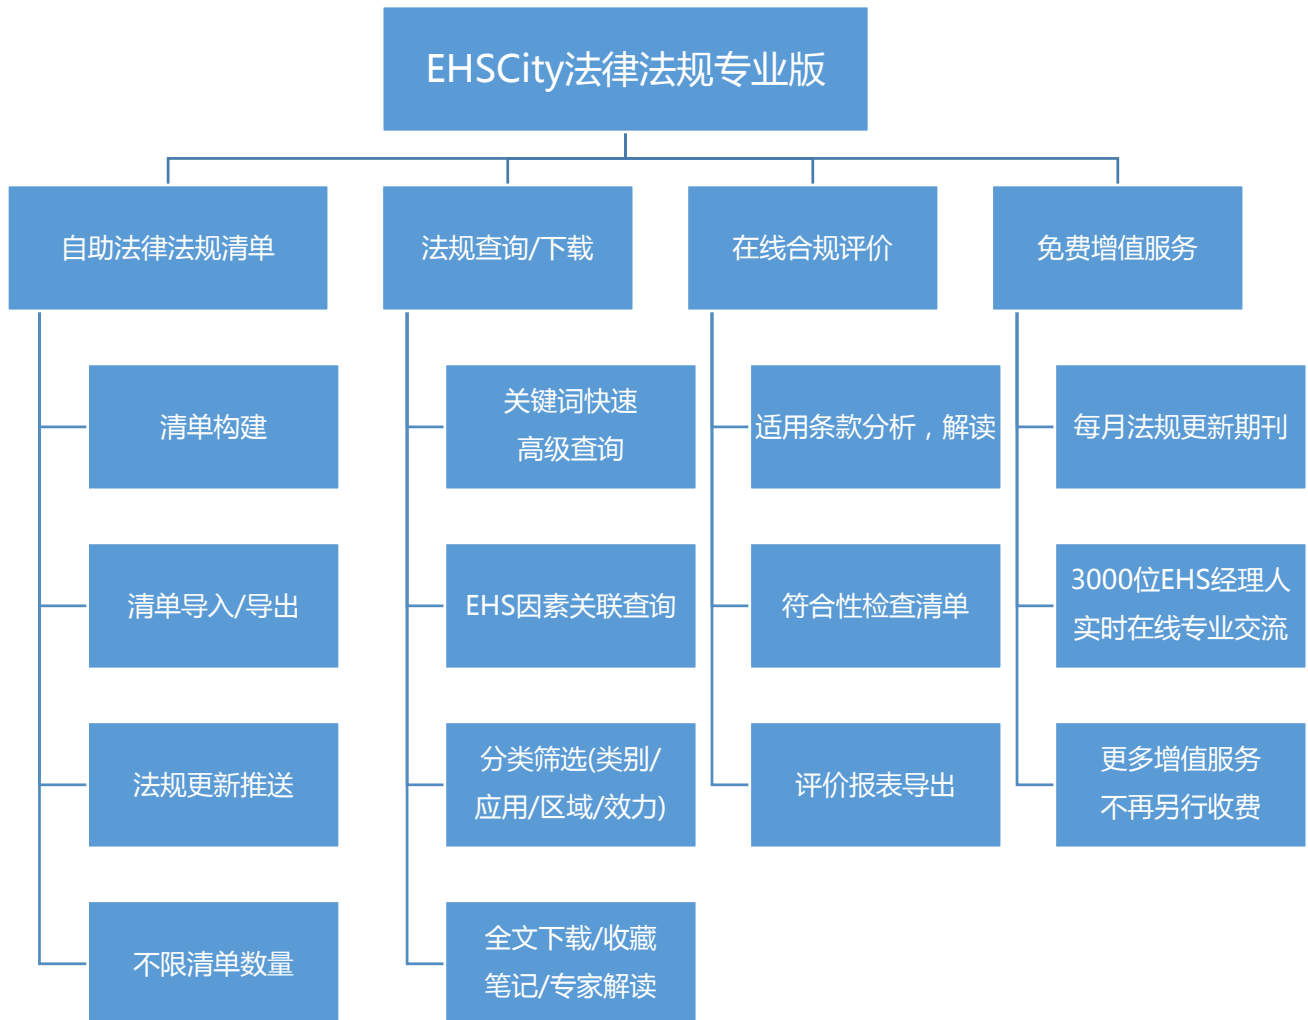 EHSCity法律法规专业版
自助法律法规清单
法规查询/下载
在线合规评价
免费增值服务
清单构建
清单导入/导出
法规更新推送
不限清单数量
关键词快速
高级查询
EHS因素关联查询
分类筛选(类别/
应用/区域/效力)
全文下载/收藏
笔记/专家解读
适用条款分析，解读
符合性检查清单
评价报表导出
每月法规更新期刊
3000位EHS经理人
实时在线专业交流
更多增值服务
不再另行收费